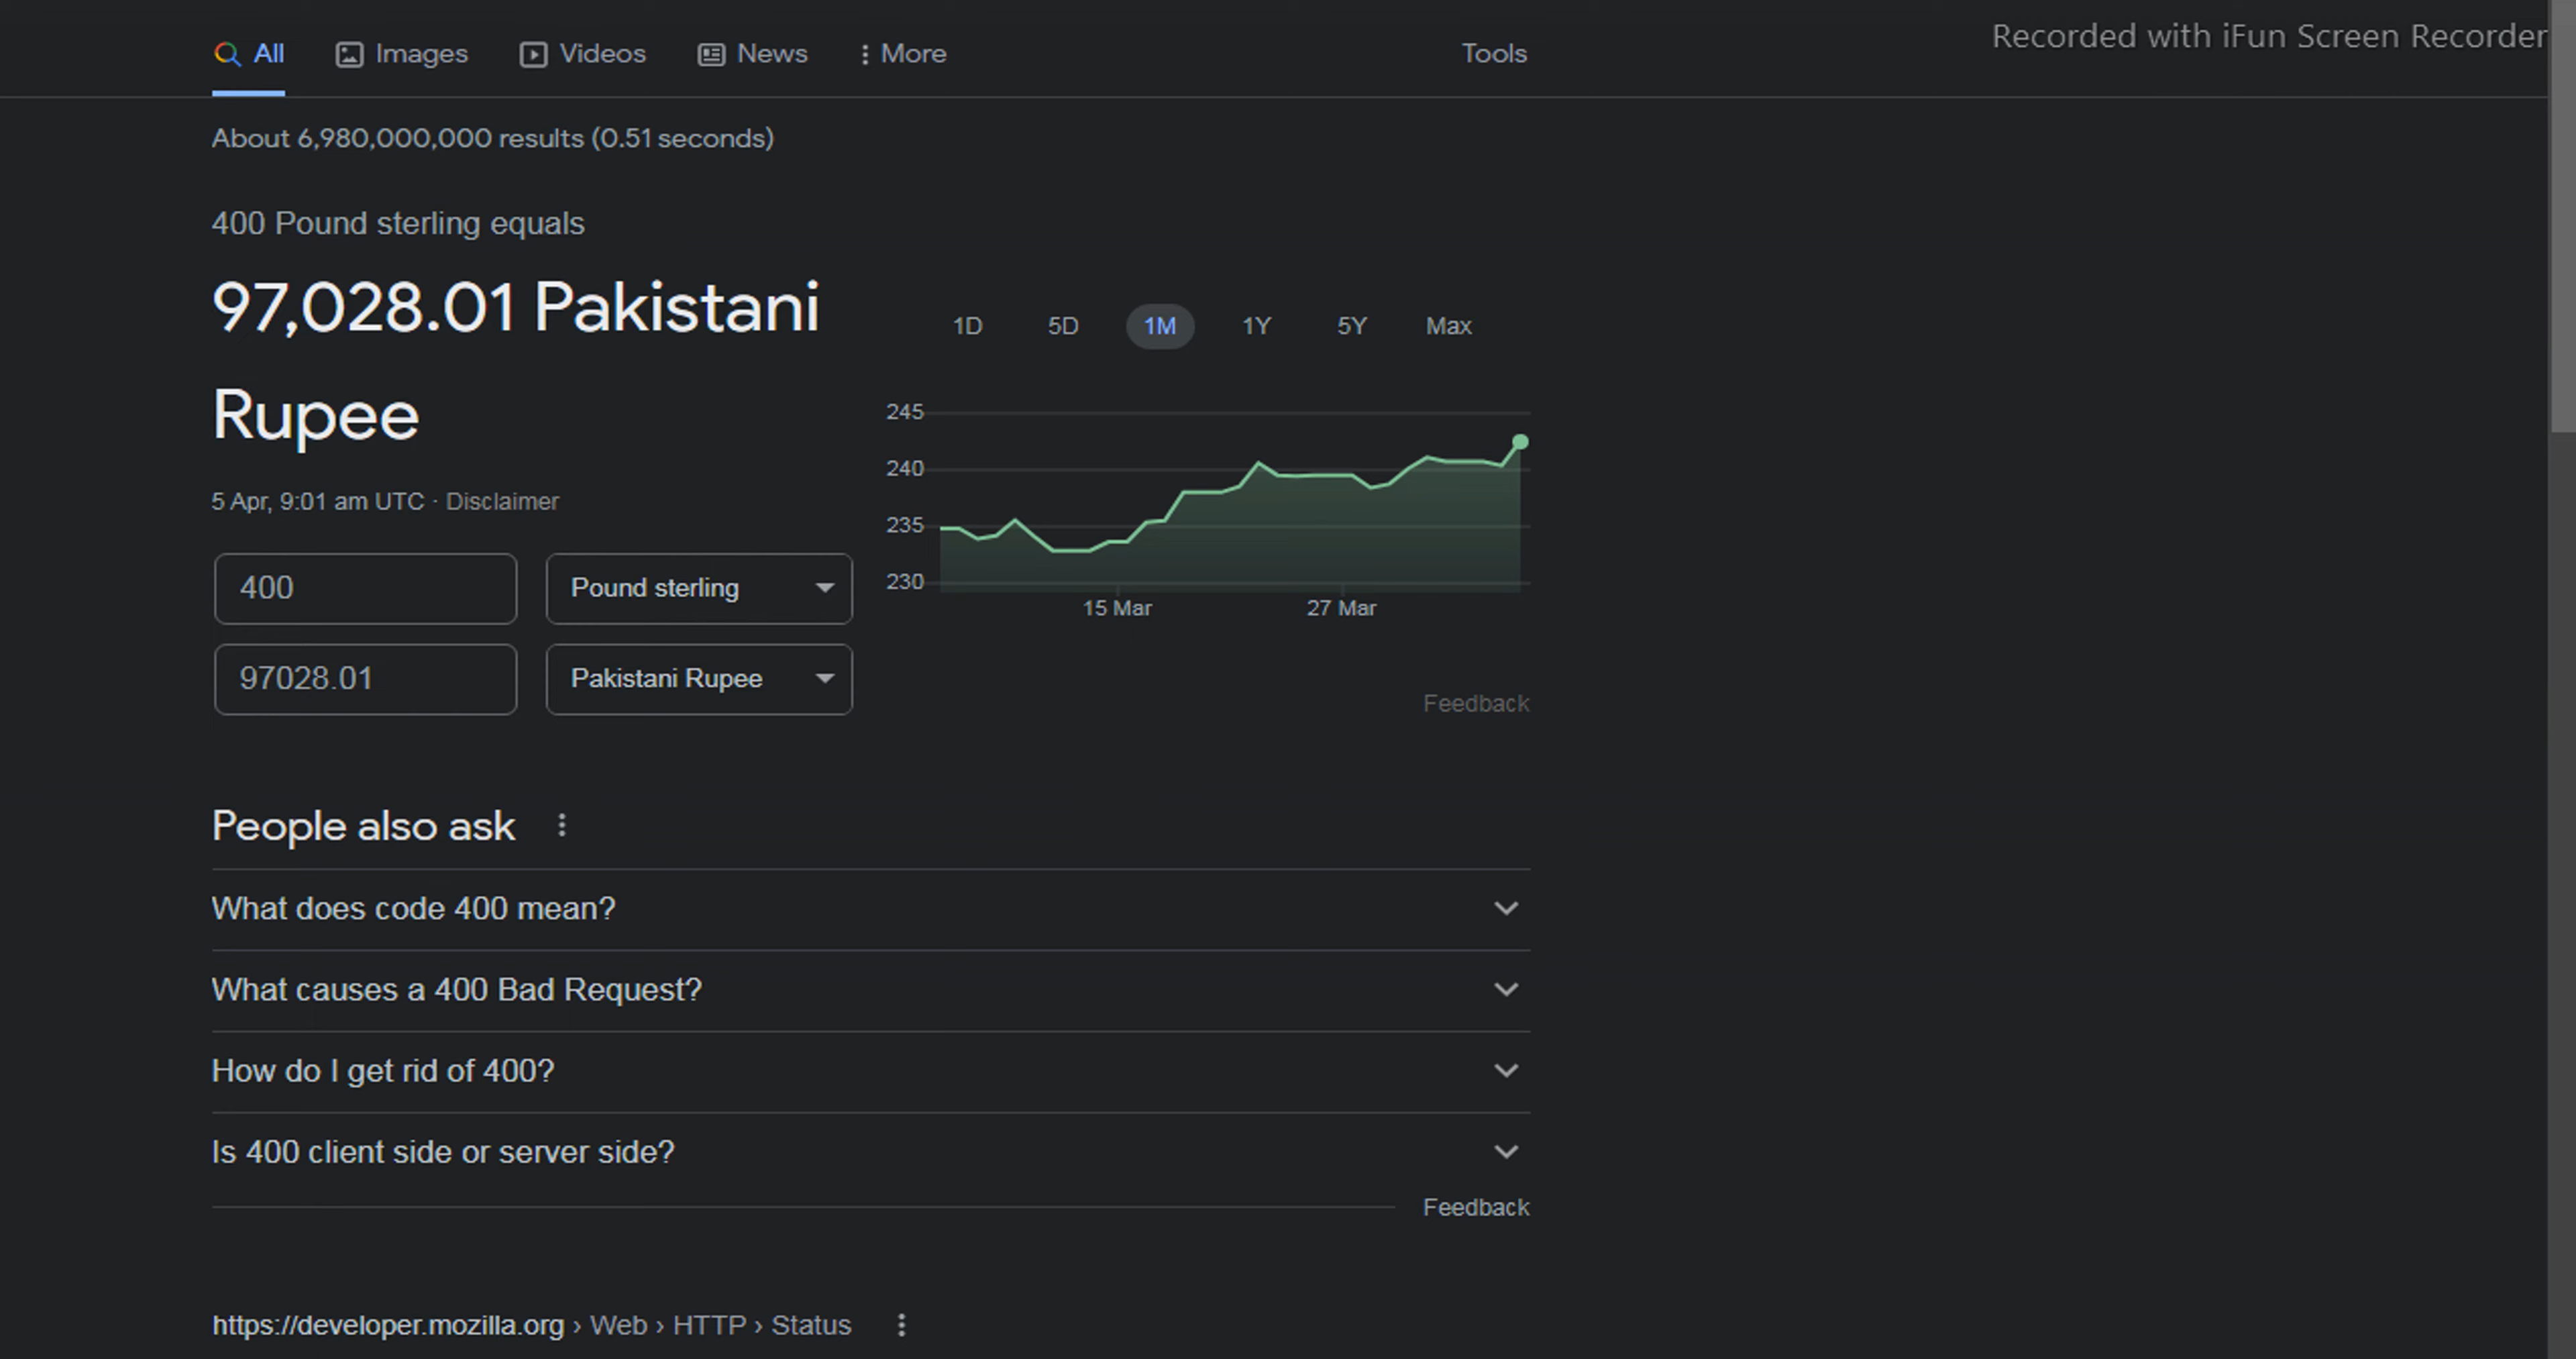 All Images Videos News More Tools
Recorded with iFun Screen Recorder
About 6,980,000,000 results (0.51 seconds)
400 Pound sterling equals
97,028.01 Pakistani
Rupee
5 Apr, 9:01 am UTC · Disclaimer
400 Pound sterling
97028.01 Pakistani Rupee
1D 5D 1M 1Y 5Y Max
245
240
235
230
15 Mar 27 Mar
Feedback
People also ask
What does code 400 mean?
What causes a 400 Bad Request?
How do I get rid of 400?
Is 400 client side or server side?
Feedback
https://developer.mozilla.org › Web › HTTP › Status